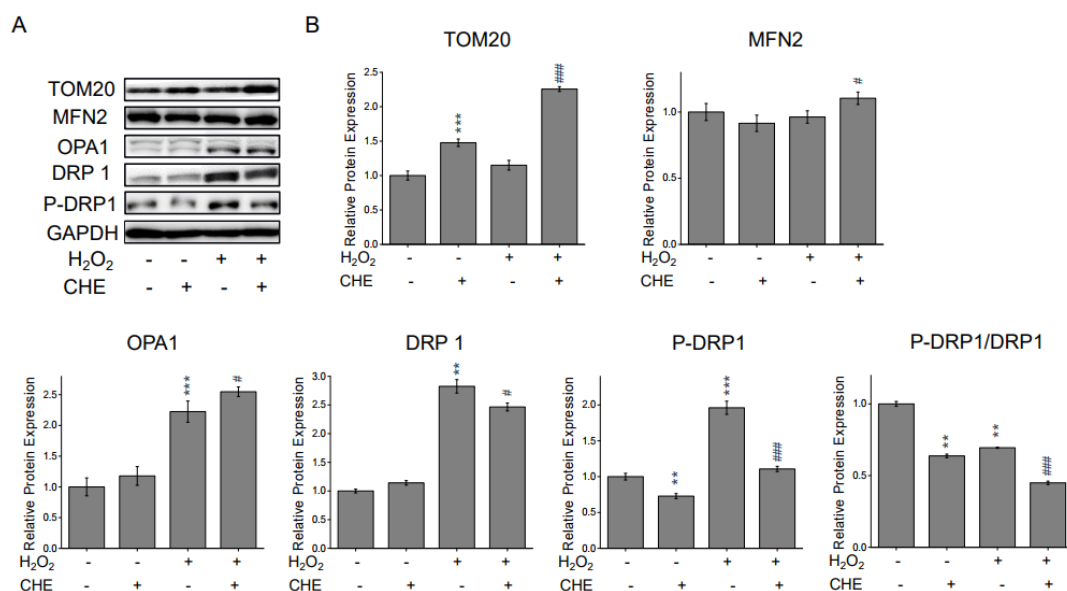 A
TOM20
MFN2
OPA1
DRP 1
P-DRP1
GAPDH
H₂O₂ - - + +
CHE - + - +
B
TOM20
Relative Protein Expression
2.5
2.0
1.5
1.0
0.5
0.0
***
###
H₂O₂ - - + +
CHE - + - +
MFN2
Relative Protein Expression
1.0
0.5
0.0
#
H₂O₂ - - + +
CHE - + - +
OPA1
Relative Protein Expression
2.5
2.0
1.5
1.0
0.5
0.0
***
#
H₂O₂ - - + +
CHE - + - +
DRP 1
Relative Protein Expression
3.0
2.5
2.0
1.5
1.0
0.5
0.0
**
#
H₂O₂ - - + +
CHE - + - +
P-DRP1
Relative Protein Expression
2.0
1.5
1.0
0.5
0.0
**
***
###
H₂O₂ - - + +
CHE - + - +
P-DRP1/DRP1
Relative Protein Expression
1.0
0.5
0.0
**
**
###
H₂O₂ - - + +
CHE - + - +